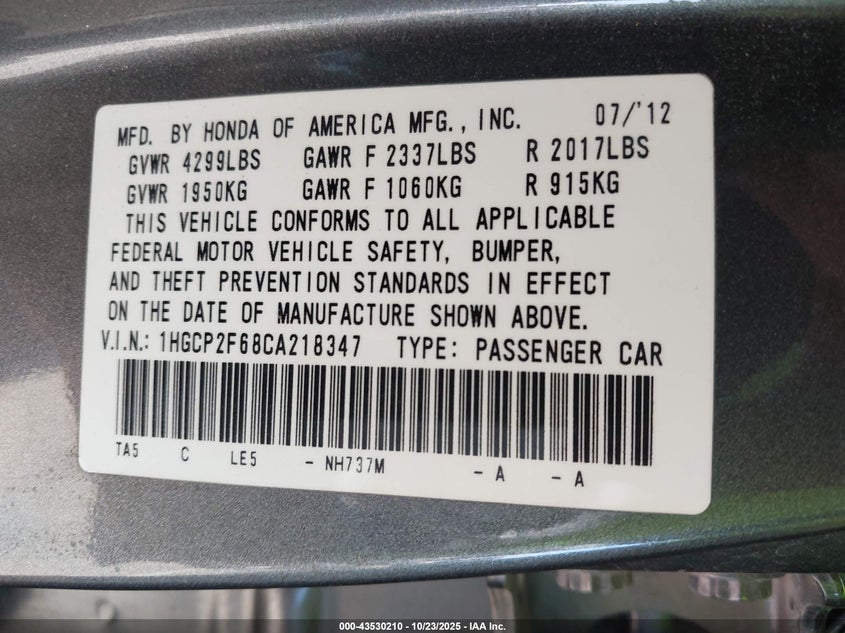 MFD. BY HONDA OF AMERICA MFG., INC. 07/'12
GVWR 4299LBS GAWR F 2337LBS R 2017LBS
GVWR 1950KG GAWR F 1060KG R 915KG
THIS VEHICLE CONFORMS TO ALL APPLICABLE
FEDERAL MOTOR VEHICLE SAFETY, BUMPER,
AND THEFT PREVENTION STANDARDS IN EFFECT
ON THE DATE OF MANUFACTURE SHOWN ABOVE.
V.I.N.: 1HGCP2F68CA218347 TYPE: PASSENGER CAR
TA5 C LE5 - NH737M - A - A
000-43530210 - 10/23/2025 - IAA Inc.